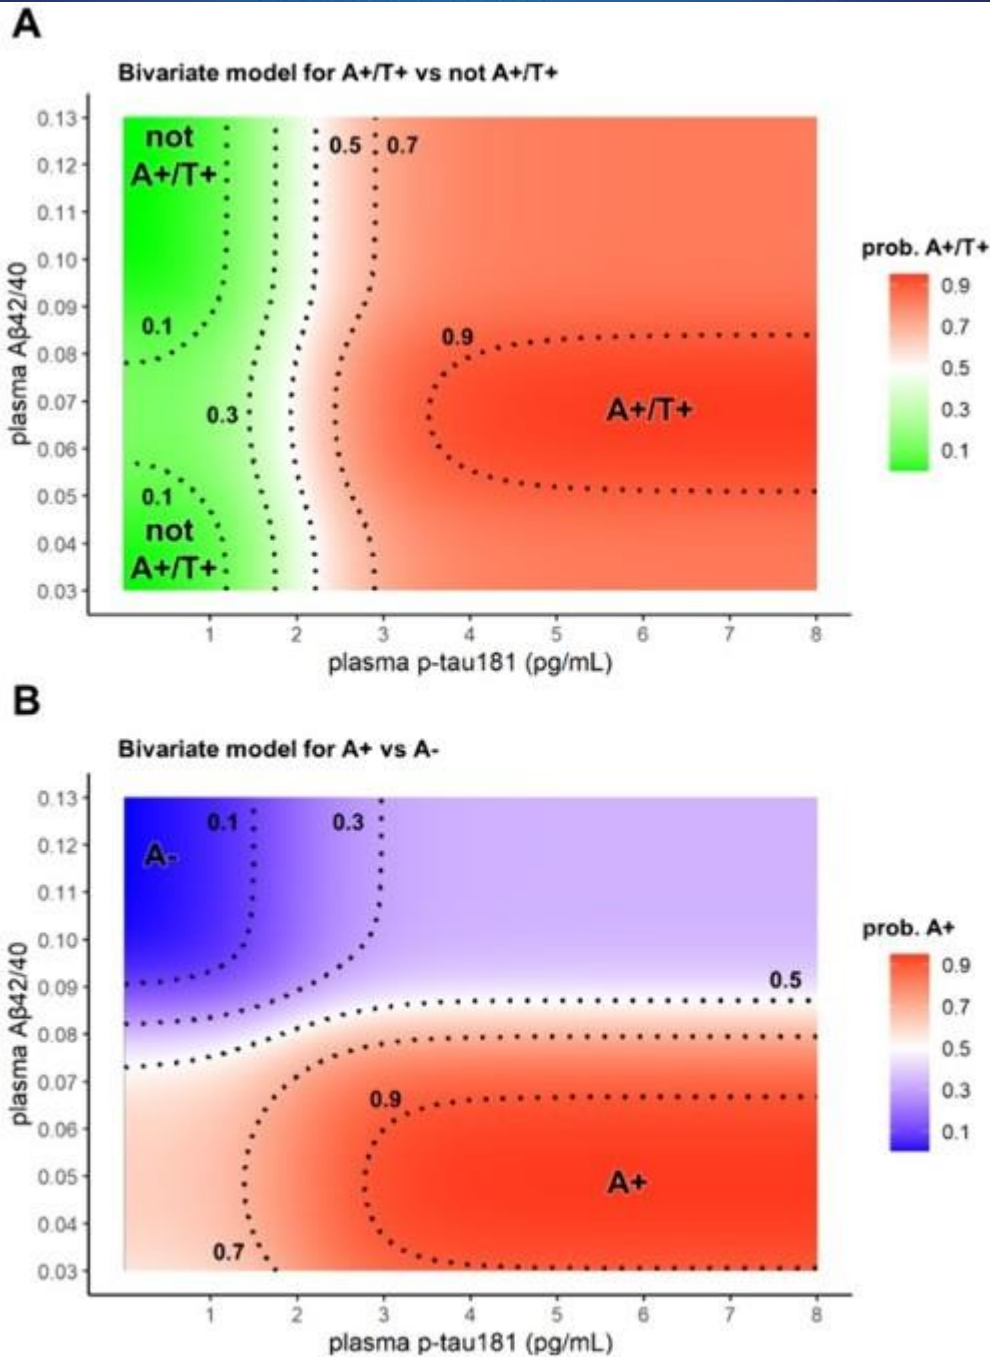 A
Bivariate model for A+/T+ vs not A+/T+
plasma Aβ42/40
0.13
0.12
0.11
0.10
0.09
0.08
0.07
0.06
0.05
0.04
0.03
not
A+/T+
0.5
0.7
0.1
0.9
0.3
A+/T+
0.1
not
A+/T+
1 2 3 4 5 6 7 8
plasma p-tau181 (pg/mL)
prob. A+/T+
0.9
0.7
0.5
0.3
0.1
B
Bivariate model for A+ vs A-
plasma Aβ42/40
0.13
0.12
0.11
0.10
0.09
0.08
0.07
0.06
0.05
0.04
0.03
0.1
0.3
A-
0.5
0.9
A+
0.7
1 2 3 4 5 6 7 8
plasma p-tau181 (pg/mL)
prob. A+
0.9
0.7
0.5
0.3
0.1